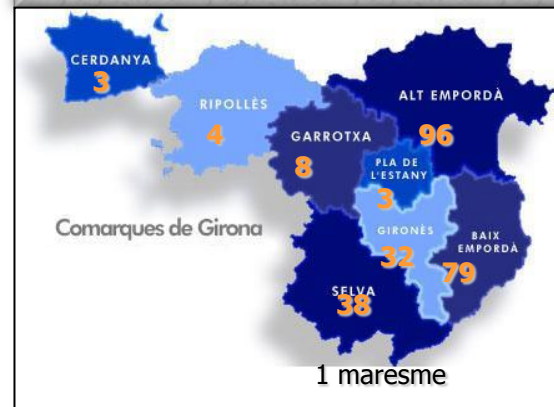 CERDANYA
3
RIPOLLÈS
4
ALT EMPORDÀ
96
GARROTXA
8
PLA DE
L'ESTANY
3
Comarques de Girona
GIRONÈS
32
BAIX
EMPORDÀ
79
SELVA
38
1 maresme